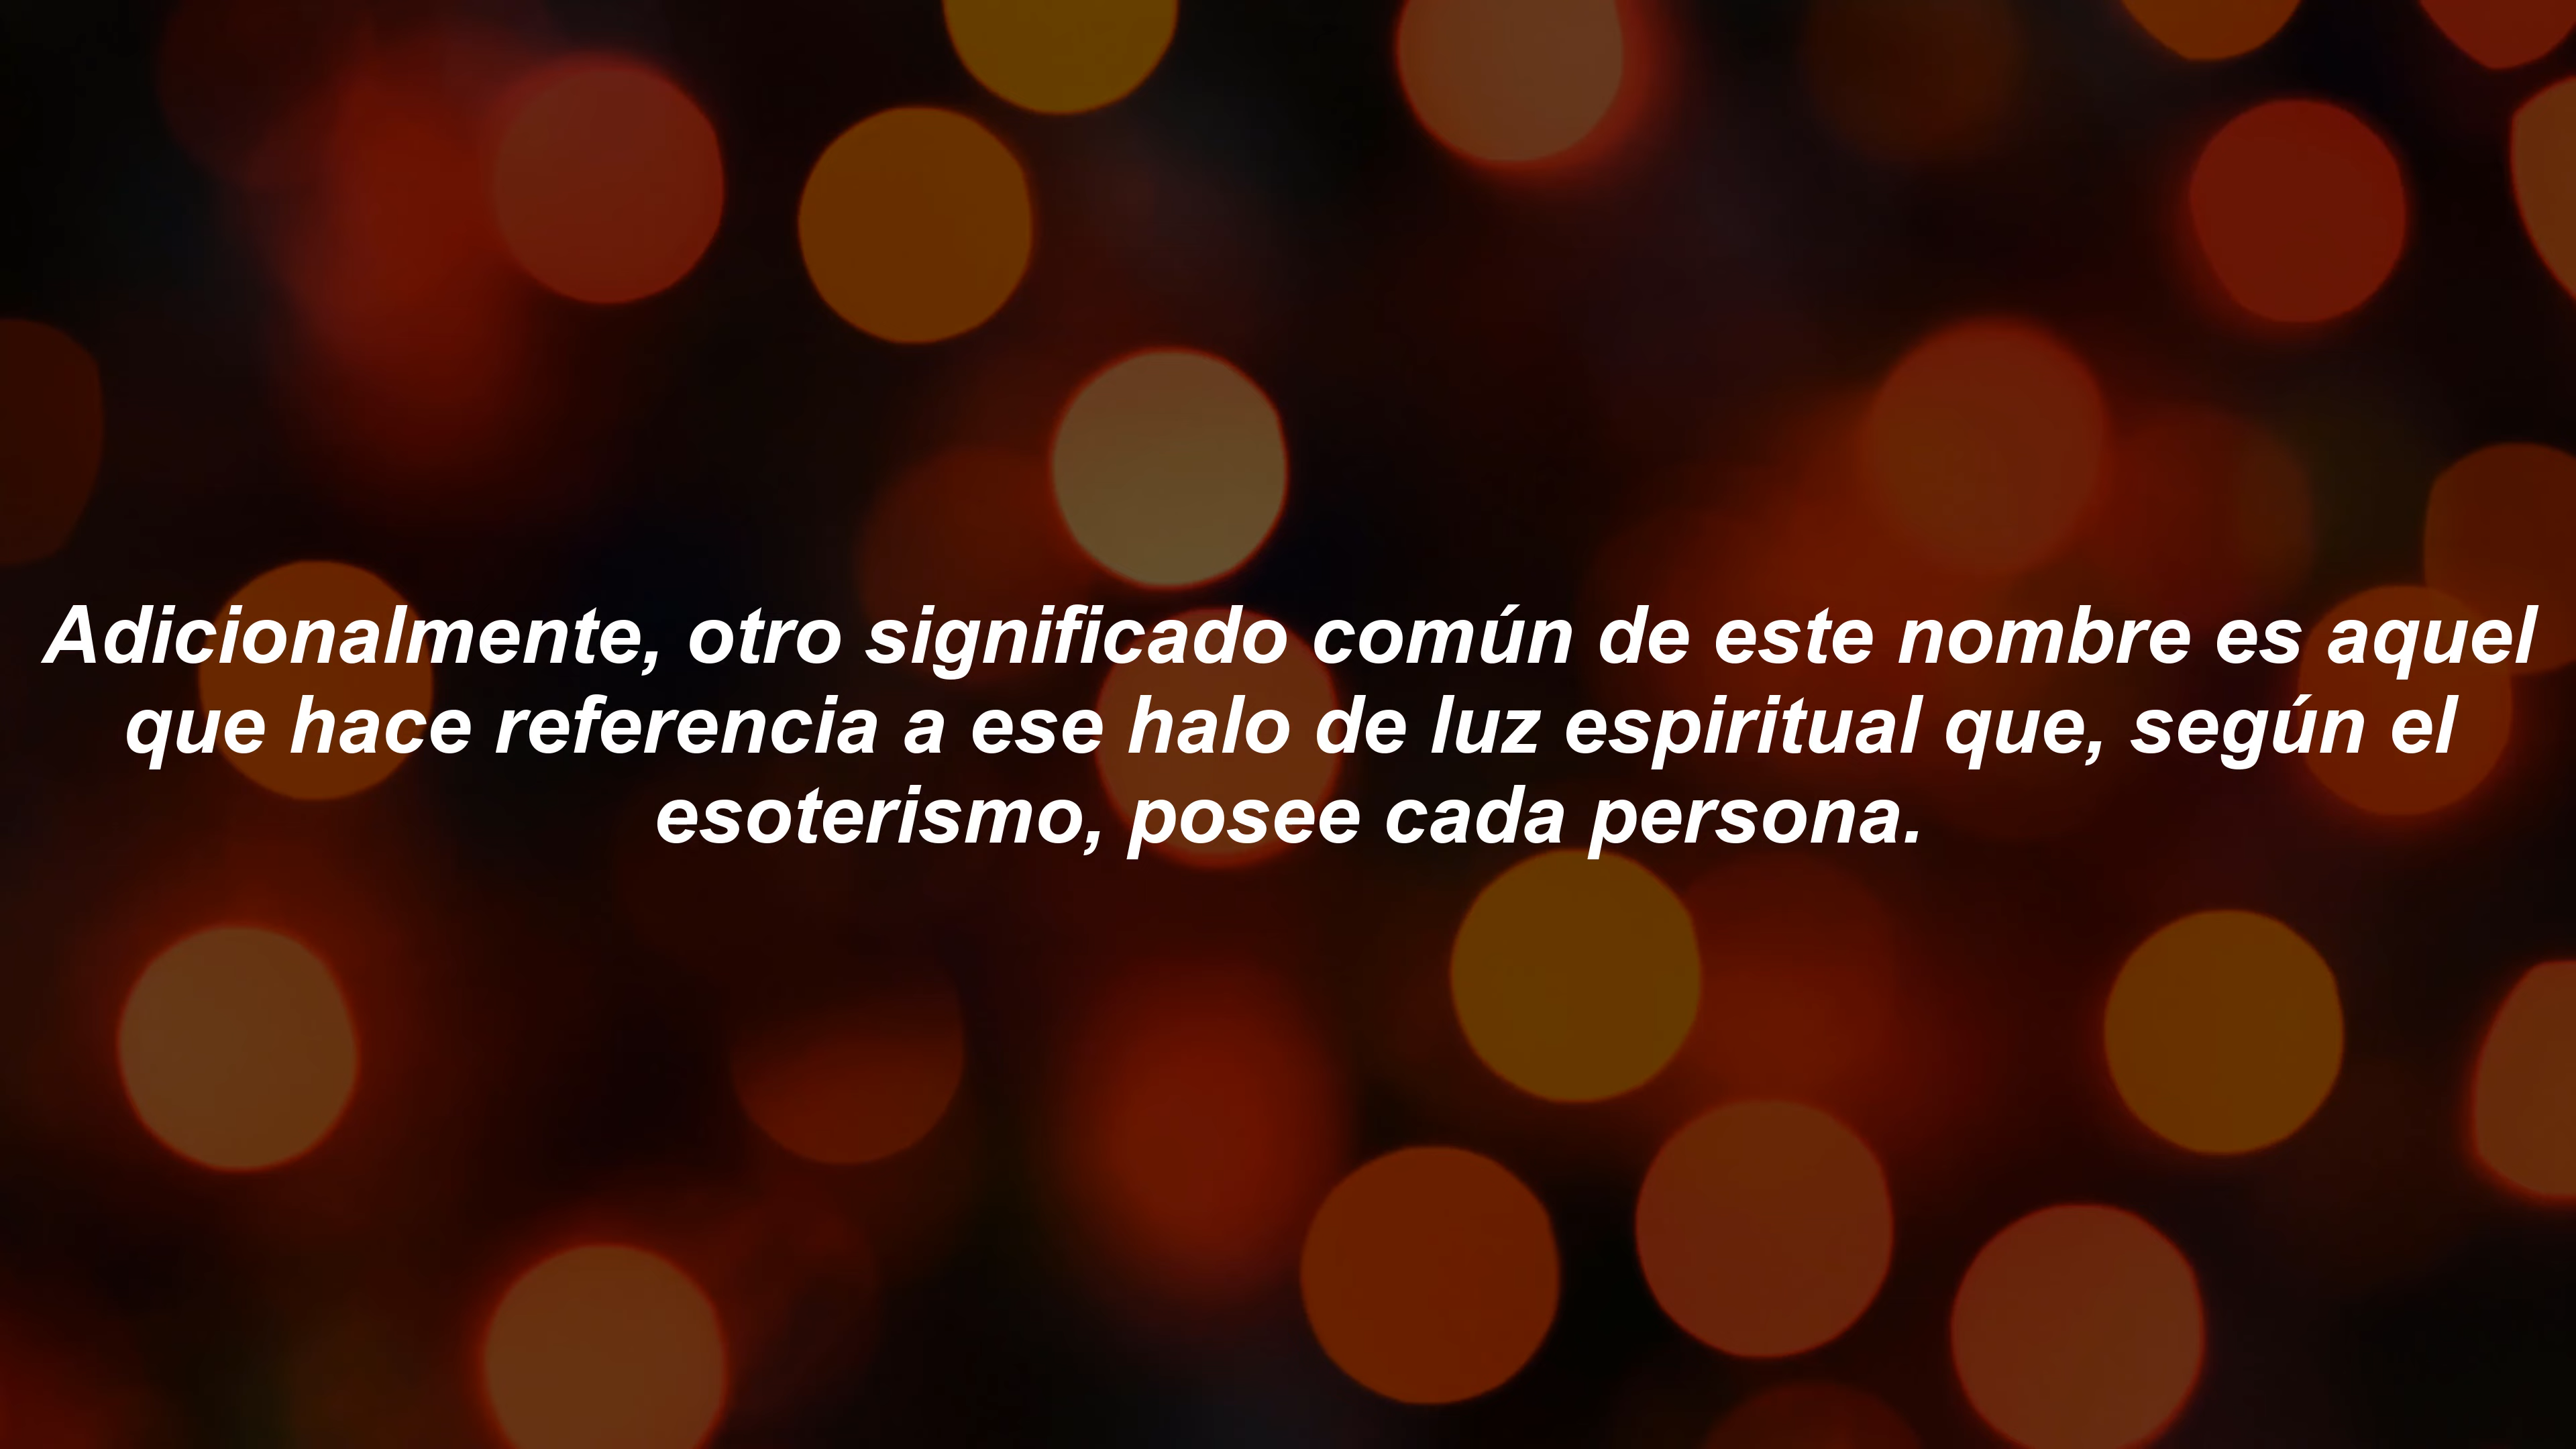 Adicionalmente, otro significado común de este nombre es aquel
que hace referencia a ese halo de luz espiritual que, según el
esoterismo, posee cada persona.